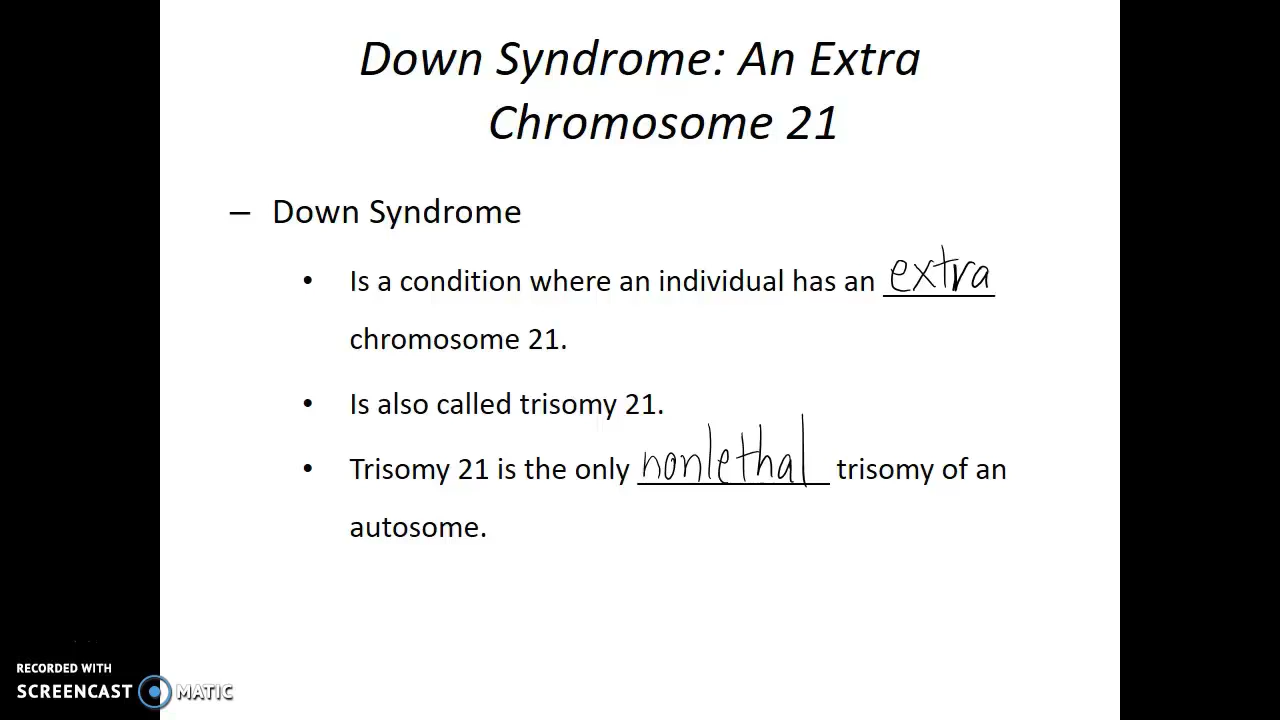 Down Syndrome: An Extra
Chromosome 21
– Down Syndrome
• Is a condition where an individual has an extra
chromosome 21.
• Is also called trisomy 21.
• Trisomy 21 is the only nonlethal trisomy of an
autosome.
RECORDED WITH
SCREENCAST MATIC